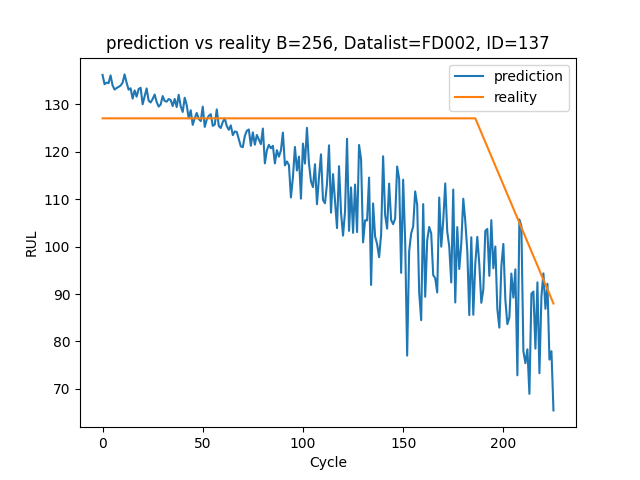 prediction vs reality B=256, Datalist=FD002, ID=137
prediction
reality
RUL
130
120
110
100
90
80
70
0 50 100 150 200
Cycle